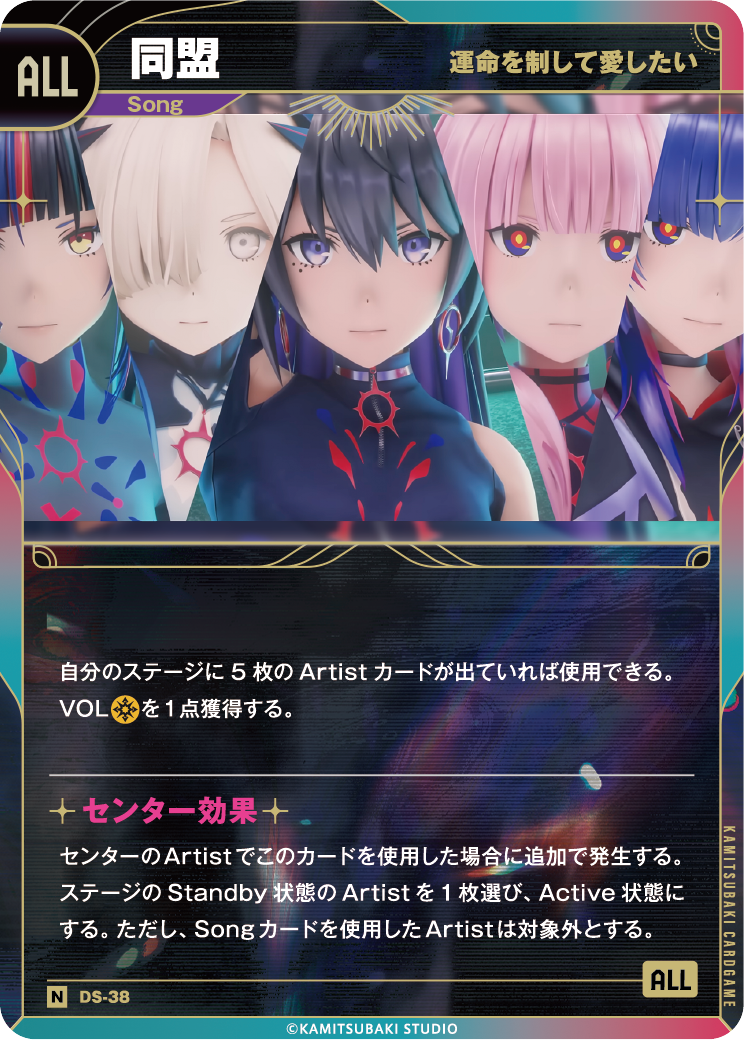 ALL
同盟
運命を制して愛したい
Song
自分のステージに 5 枚の Artist カードが出ていれば使用できる。
VOLを1点獲得する。
センター効果
センターのArtistでこのカードを使用した場合に追加で発生する。
ステージの Standby 状態の Artist を 1 枚選び、Active 状態に
する。ただし、Songカードを使用したArtistは対象外とする。
KAMITSUBAKI CARDGAME
N DS-38
ALL
©KAMITSUBAKI STUDIO